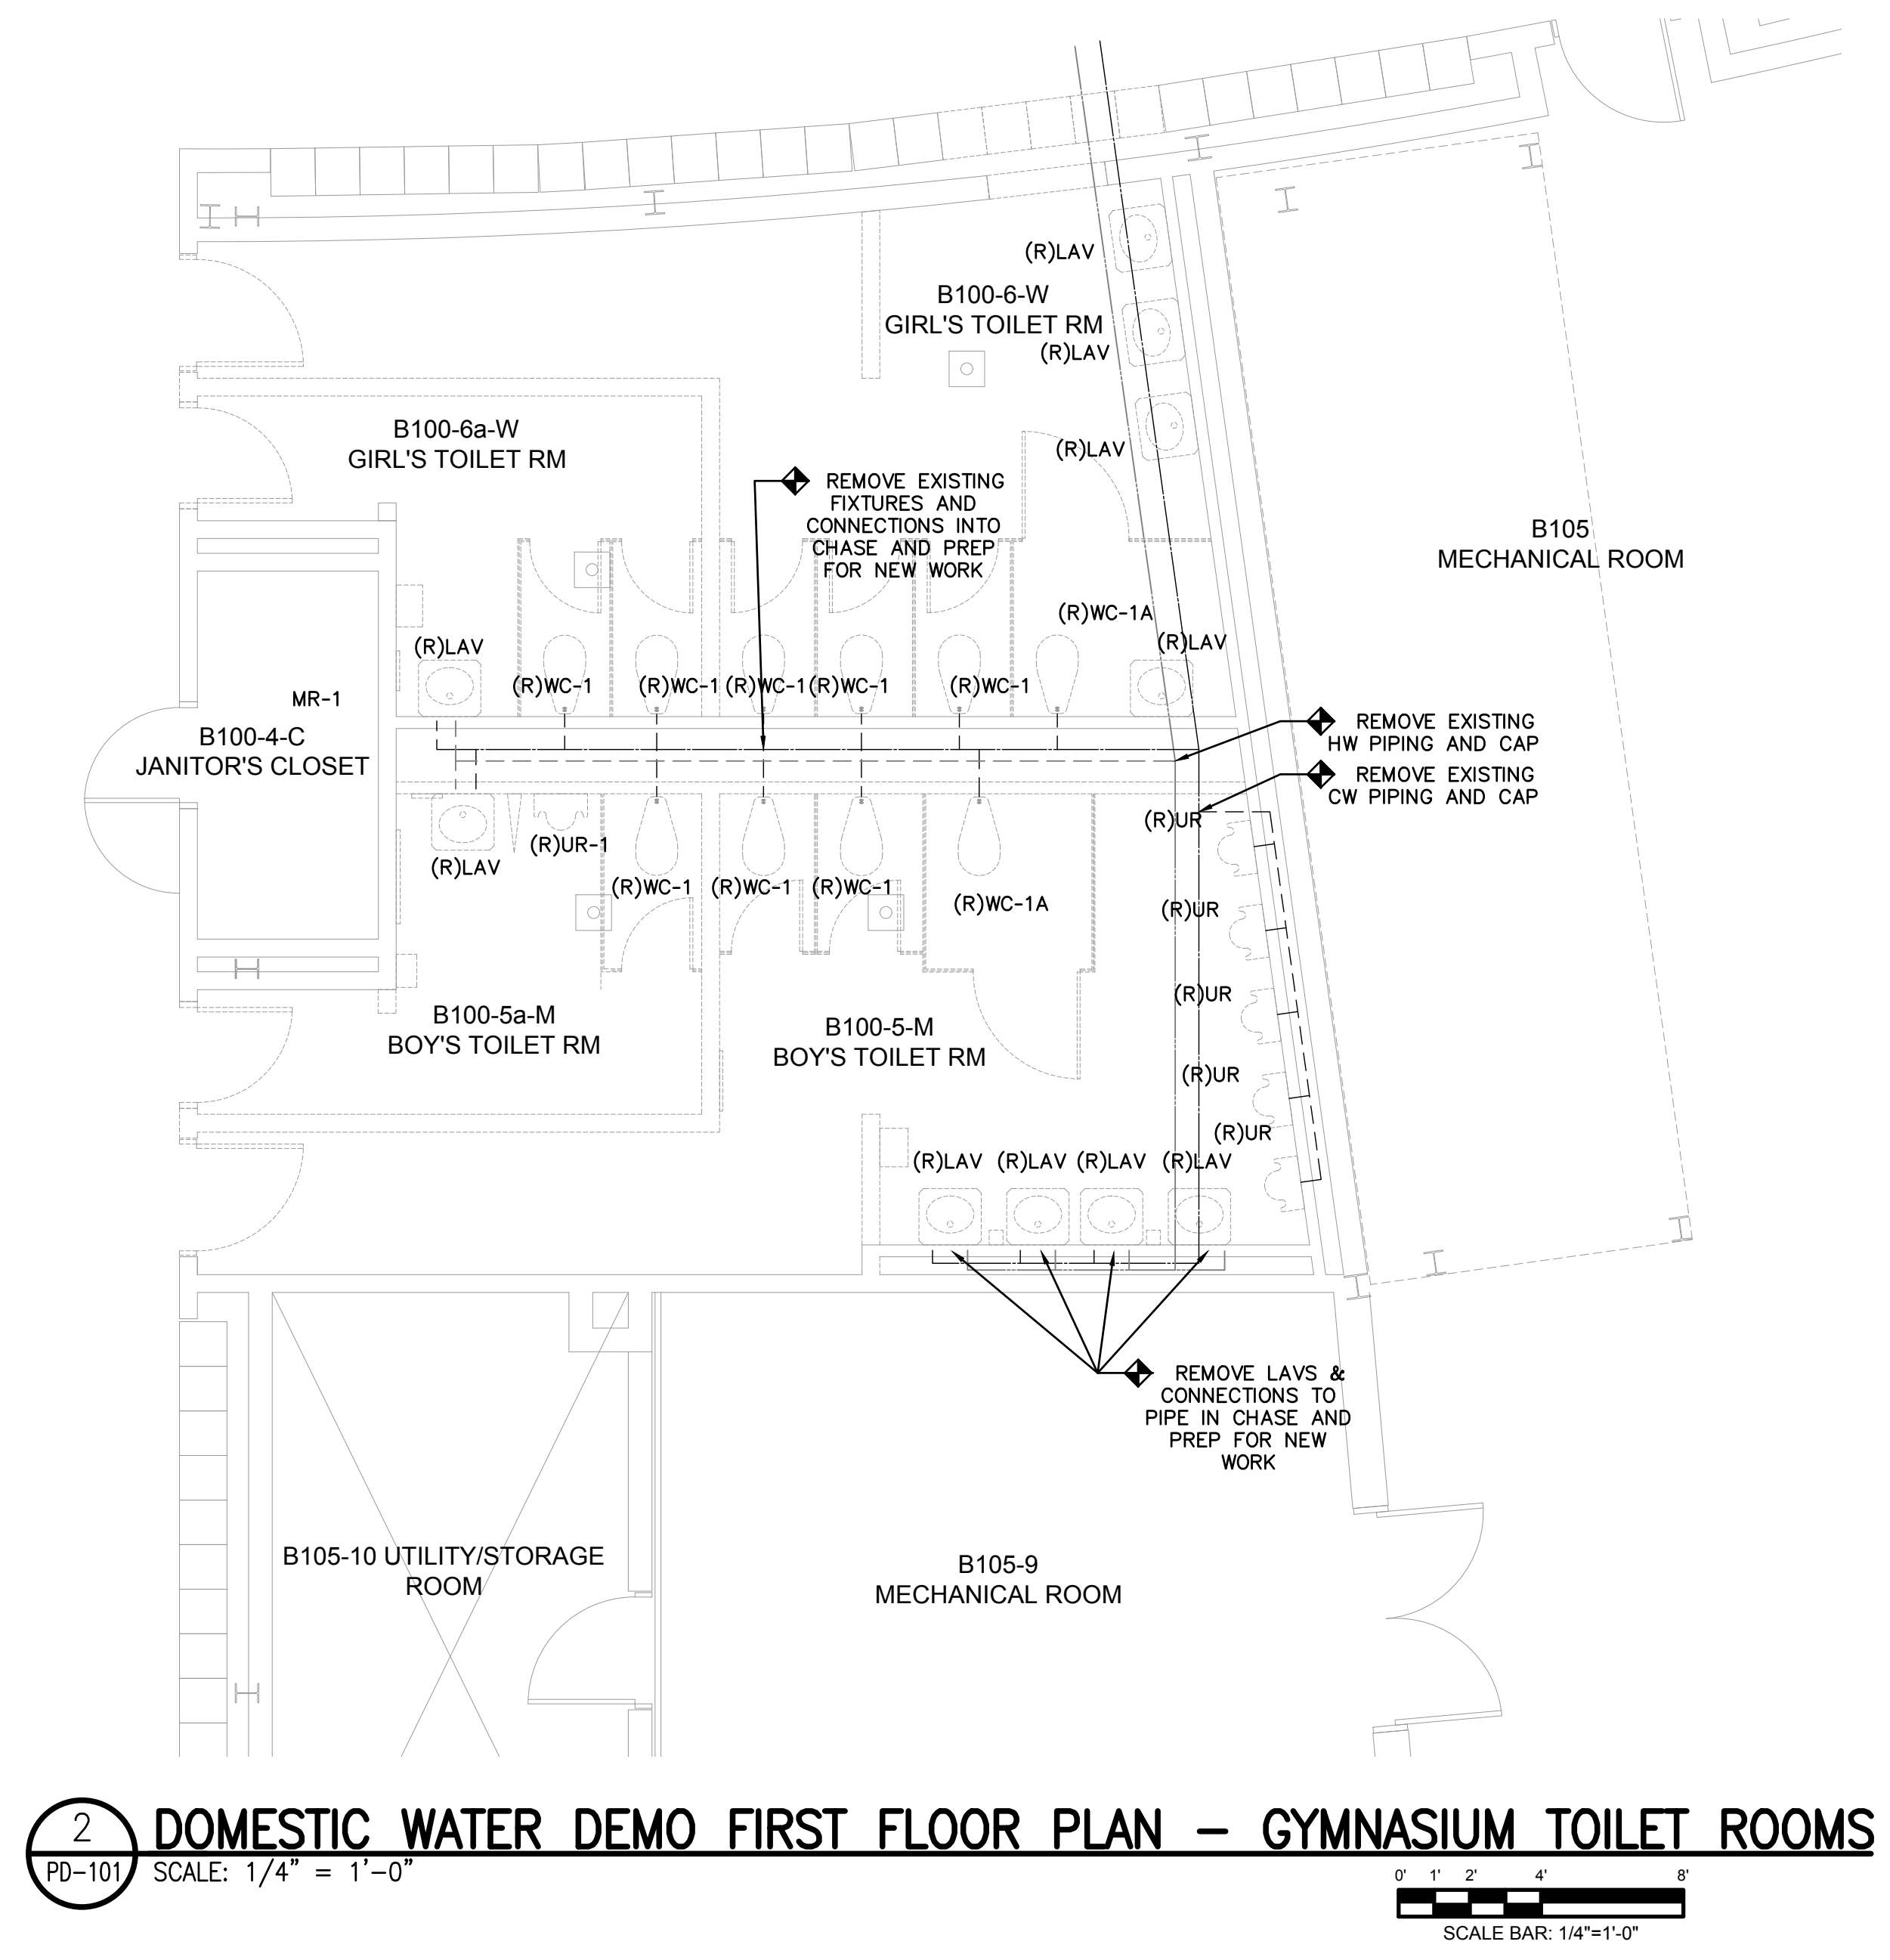 (R)LAV
B100-6-W
GIRL'S TOILET RM
(R)LAV
B100-6a-W
GIRL'S TOILET RM
(R)LAV
REMOVE EXISTING
FIXTURES AND
CONNECTIONS INTO
CHASE AND PREP
FOR NEW WORK
B105
MECHANICAL ROOM
(R)WC-1A
(R)LAV
(R)LAV
(R)WC-1
(R)WC-1
(R)WC-1
(R)WC-1
(R)WC-1
MR-1
B100-4-C
JANITOR'S CLOSET
REMOVE EXISTING
HW PIPING AND CAP
REMOVE EXISTING
CW PIPING AND CAP
(R)UR
(R)UR-1
(R)LAV
(R)WC-1
(R)WC-1
(R)WC-1
(R)WC-1A
(R)UR
(R)UR
B100-5a-M
BOY'S TOILET RM
B100-5-M
BOY'S TOILET RM
(R)UR
(R)UR
(R)LAV
(R)LAV
(R)LAV
(R)LAV
REMOVE LAVS &
CONNECTIONS TO
PIPE IN CHASE AND
PREP FOR NEW
WORK
B105-10 UTILITY/STORAGE
ROOM
B105-9
MECHANICAL ROOM
2
PD-101
DOMESTIC WATER DEMO FIRST FLOOR PLAN - GYMNASIUM TOILET ROOMS
SCALE: 1/4" = 1'-0"
0' 1' 2' 4' 8'
SCALE BAR: 1/4"=1'-0"